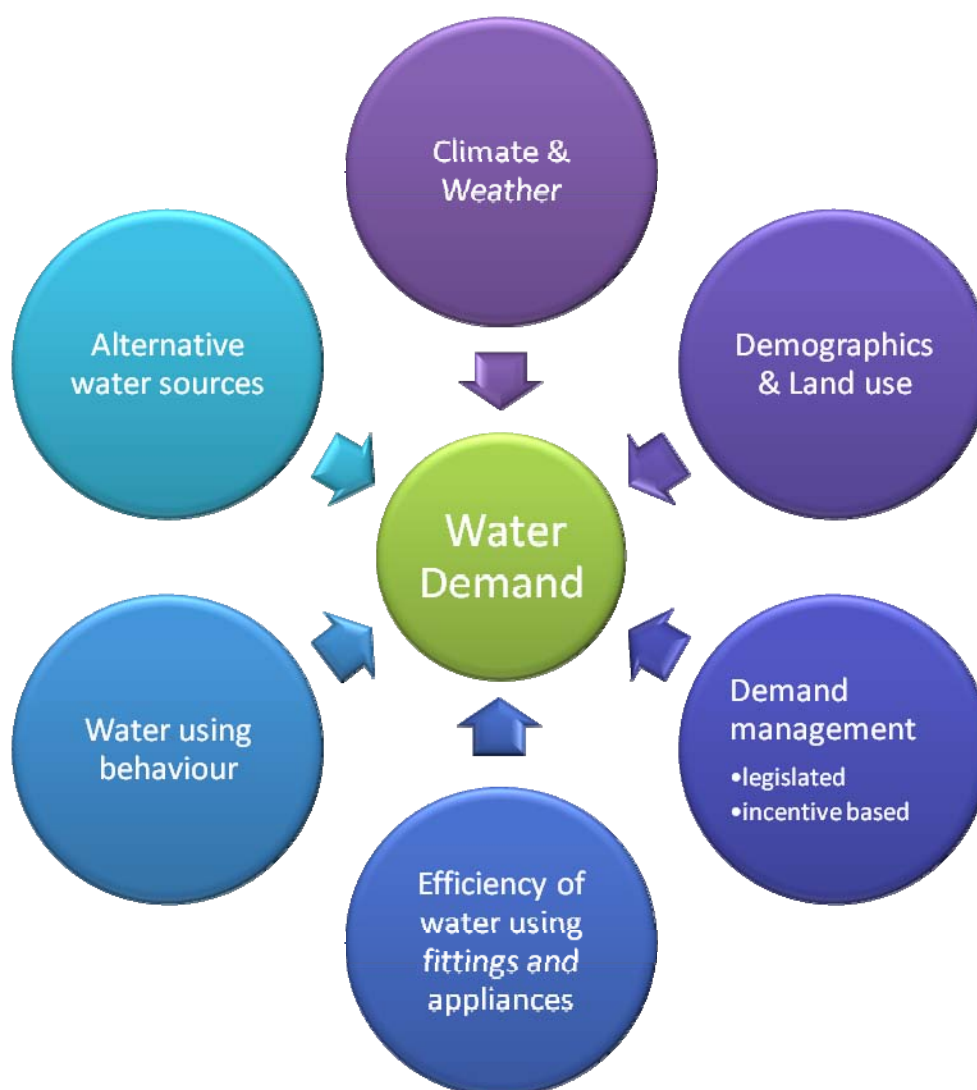 Climate &
Weather
Demographics
& Land use
Demand
management
•legislated
•incentive based
Efficiency of
water using
fittings and
appliances
Water using
behaviour
Alternative
water sources
Water
Demand